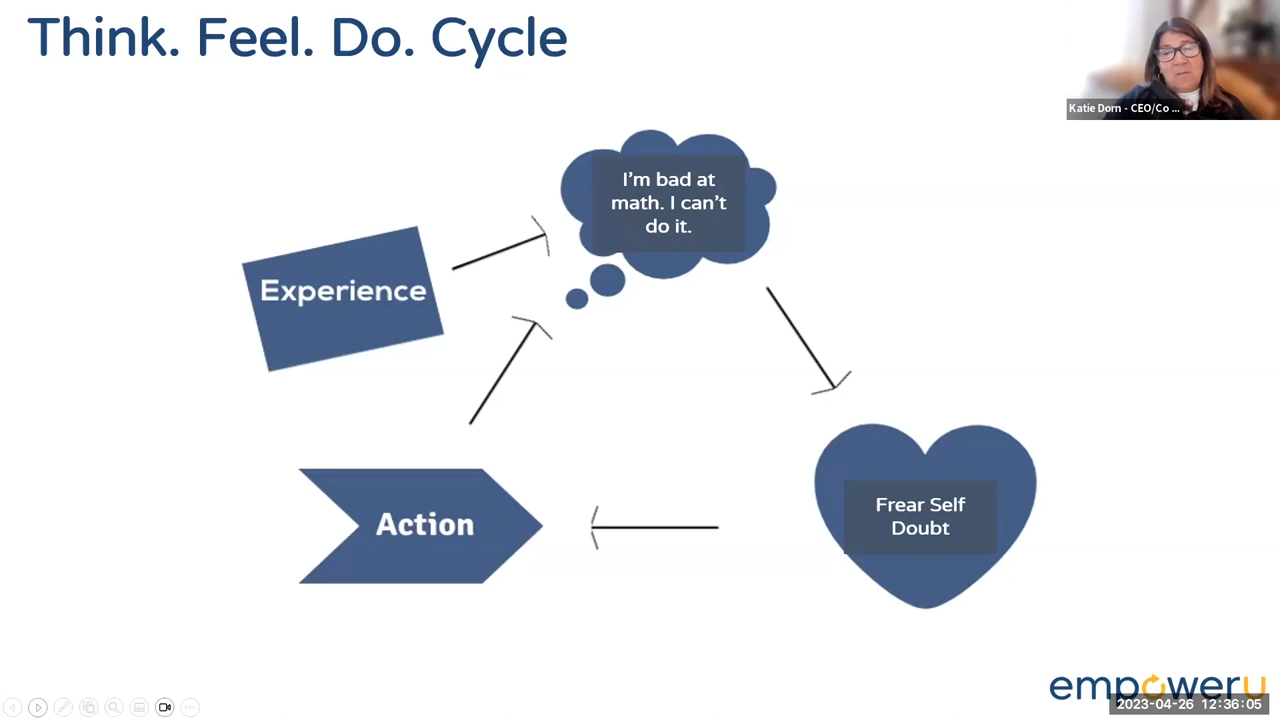 Think. Feel. Do. Cycle
Katie Dorn - CEO/Co ...
I'm bad at
math. I can't
do it.
Experience
Frear Self
Doubt
Action
empoweru
2023-04-26 12:36:05